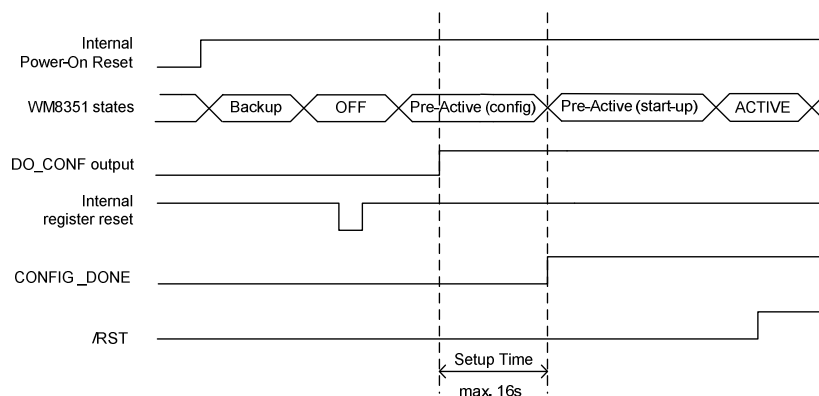 Internal
Power-On Reset
WM8351 states
Backup
OFF
Pre-Active (config)
Pre-Active (start-up)
ACTIVE
DO_CONF output
Internal
register reset
CONFIG_DONE
/RST
Setup Time
max. 16s